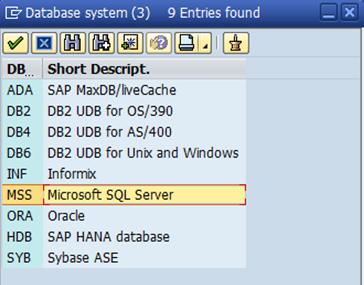 Database system (3) 9 Entries found
DB... Short Descript.
ADA SAP MaxDB/liveCache
DB2 DB2 UDB for OS/390
DB4 DB2 UDB for AS/400
DB6 DB2 UDB for Unix and Windows
INF Informix
MSS Microsoft SQL Server
ORA Oracle
HDB SAP HANA database
SYB Sybase ASE